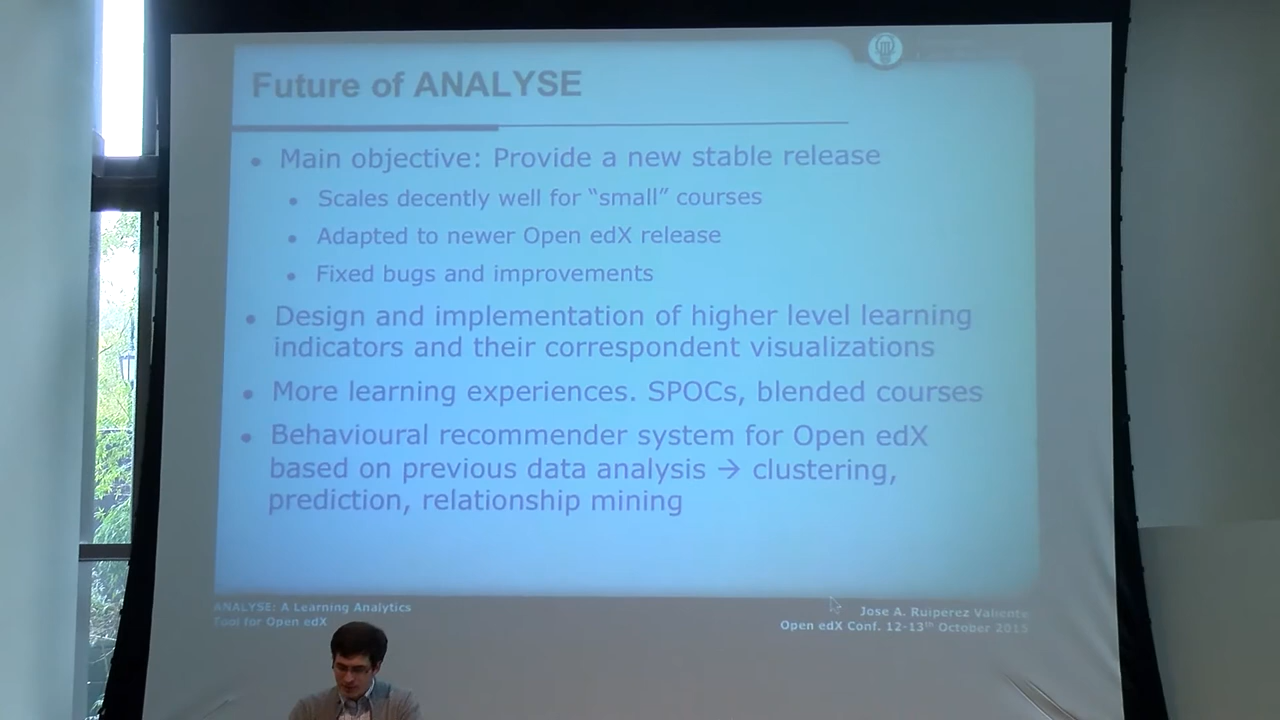 Future of ANALYSE
• Main objective: Provide a new stable release
• Scales decently well for “small” courses
• Adapted to newer Open edX release
• Fixed bugs and improvements
• Design and implementation of higher level learning
indicators and their correspondent visualizations
• More learning experiences. SPOCs, blended courses
• Behavioural recommender system for Open edX
based on previous data analysis → clustering,
prediction, relationship mining
ANALYSE: A Learning Analytics
Tool for Open edX
Jose A. Ruiperez Valiente
Open edX Conf. 12-13th October 2015